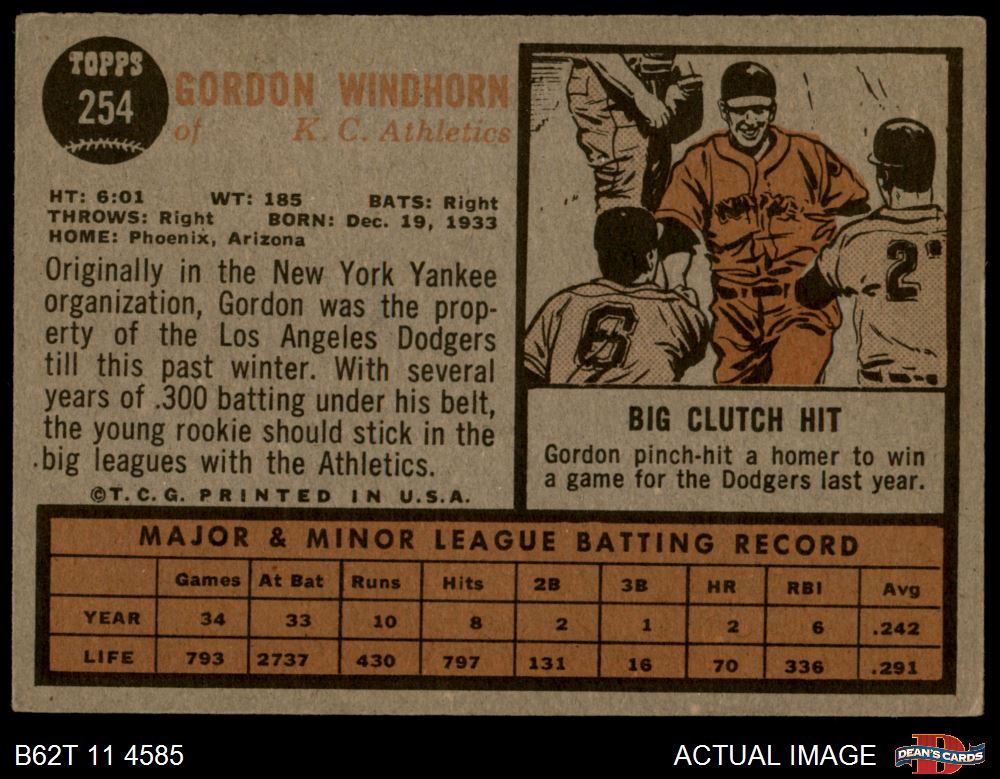 TOPPS
254
GORDON WINDHORN
of K. C. Athletics
HT: 6:01 WT: 185 BATS: Right
THROWS: Right BORN: Dec. 19, 1933
HOME: Phoenix, Arizona
Originally in the New York Yankee
organization, Gordon was the prop-
erty of the Los Angeles Dodgers
till this past winter. With several
years of .300 batting under his belt,
the young rookie should stick in the
big leagues with the Athletics.
©T.C.G. PRINTED IN U.S.A.
6
2
BIG CLUTCH HIT
Gordon pinch-hit a homer to win
a game for the Dodgers last year.
MAJOR & MINOR LEAGUE BATTING RECORD
Games At Bat Runs Hits 2B 3B HR RBI Avg
YEAR 34 33 10 8 2 1 2 6 .242
LIFE 793 2737 430 797 131 16 70 336 .291
B62T 11 4585
ACTUAL IMAGE
D
DEAN'S CARDS